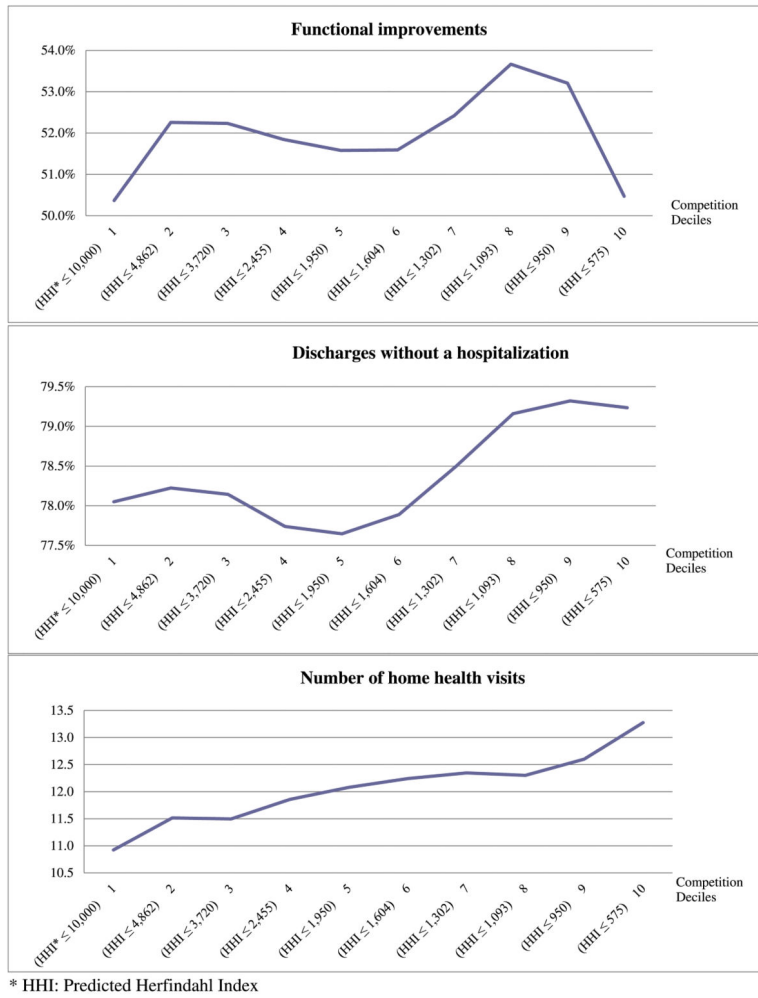 Functional improvements
54.0%
53.0%
52.0%
51.0%
50.0%
(HHI* ≤ 10,000) 1
(HHI ≤ 4,862) 2
(HHI ≤ 3,720) 3
(HHI ≤ 2,455) 4
(HHI ≤ 1,950) 5
(HHI ≤ 1,604) 6
(HHI ≤ 1,302) 7
(HHI ≤ 1,093) 8
(HHI ≤ 950) 9
(HHI ≤ 575) 10
Competition
Deciles
Discharges without a hospitalization
79.5%
79.0%
78.5%
78.0%
77.5%
(HHI* ≤ 10,000) 1
(HHI ≤ 4,862) 2
(HHI ≤ 3,720) 3
(HHI ≤ 2,455) 4
(HHI ≤ 1,950) 5
(HHI ≤ 1,604) 6
(HHI ≤ 1,302) 7
(HHI ≤ 1,093) 8
(HHI ≤ 950) 9
(HHI ≤ 575) 10
Competition
Deciles
Number of home health visits
13.5
13.0
12.5
12.0
11.5
11.0
10.5
(HHI* ≤ 10,000) 1
(HHI ≤ 4,862) 2
(HHI ≤ 3,720) 3
(HHI ≤ 2,455) 4
(HHI ≤ 1,950) 5
(HHI ≤ 1,604) 6
(HHI ≤ 1,302) 7
(HHI ≤ 1,093) 8
(HHI ≤ 950) 9
(HHI ≤ 575) 10
Competition
Deciles
* HHI: Predicted Herfindahl Index